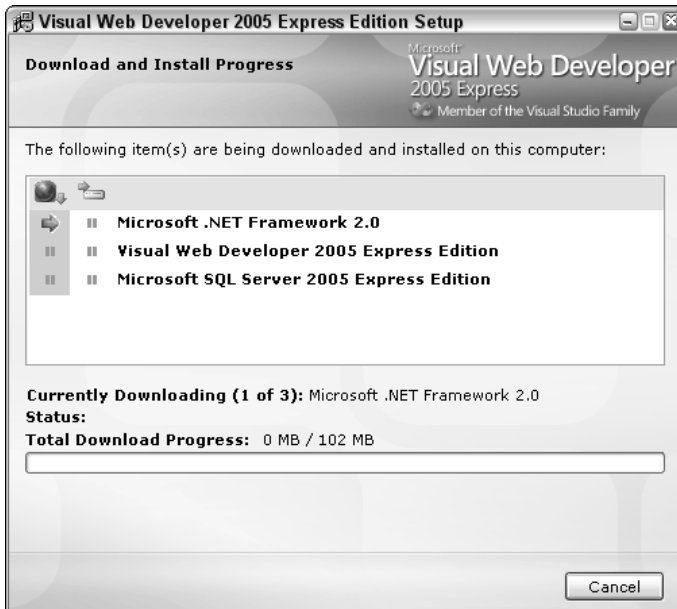 Visual Web Developer 2005 Express Edition Setup
Download and Install Progress
Microsoft
Visual Web Developer
2005 Express
Member of the Visual Studio Family
The following item(s) are being downloaded and installed on this computer:
Microsoft .NET Framework 2.0
Visual Web Developer 2005 Express Edition
Microsoft SQL Server 2005 Express Edition
Currently Downloading (1 of 3): Microsoft .NET Framework 2.0
Status:
Total Download Progress: 0 MB / 102 MB
Cancel